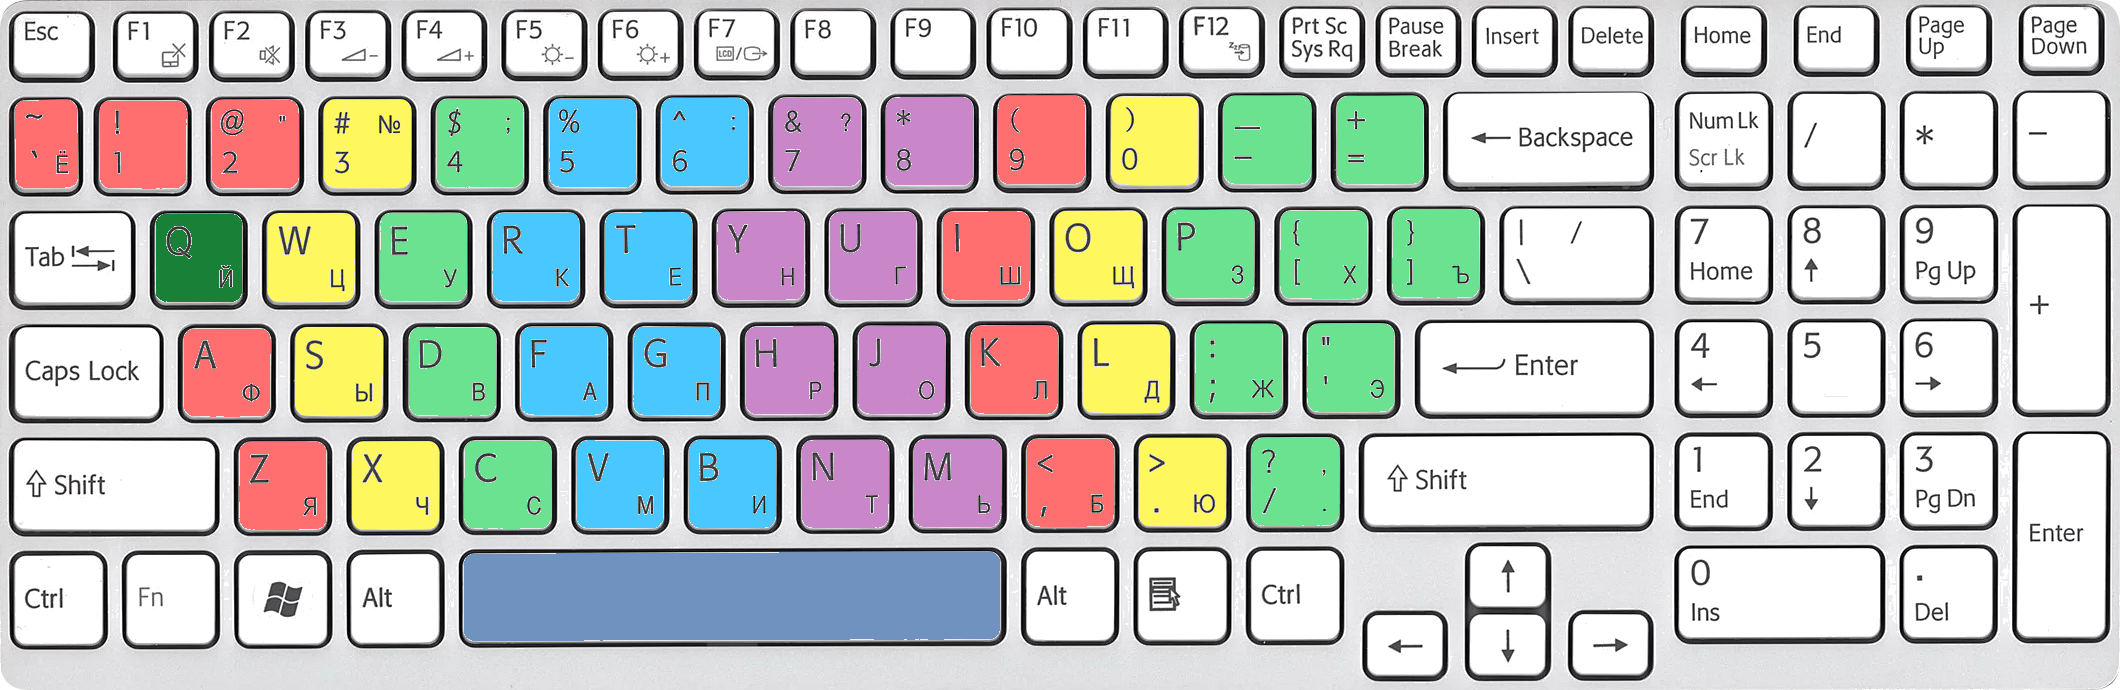 Esc F1 F2 F3 F4 F5 F6 LCD F7 F8 F9 F10 F11 F12 Prt Sc Sys Rq Pause Break Insert Delete Home End Page Up Page Down
~ ` Ё ! 1 @ " 2 # № 3 $ ; 4 % 5 ^ : 6 & ? 7 * 8 ( 9 ) 0 — – + = ← Backspace Num Lk Scr Lk / * −
Tab Q Й W Ц E У R К T Е Y Н U Г I Ш O Щ P З { [ Х } ] Ъ | / \ 7 Home 8 ↑ 9 Pg Up +
Caps Lock A Ф S Ы D В F А G П H Р J О K Л L Д : ; Ж " ' Э Enter 4 ← 5 6 →
⇧ Shift Z Я X Ч C С V М B И N Т M Ь < , Б > . Ю ? , / . ⇧ Shift 1 End 2 ↓ 3 Pg Dn Enter
Ctrl Fn Alt Alt Ctrl ↑ 0 Ins . Del
← ↓ →